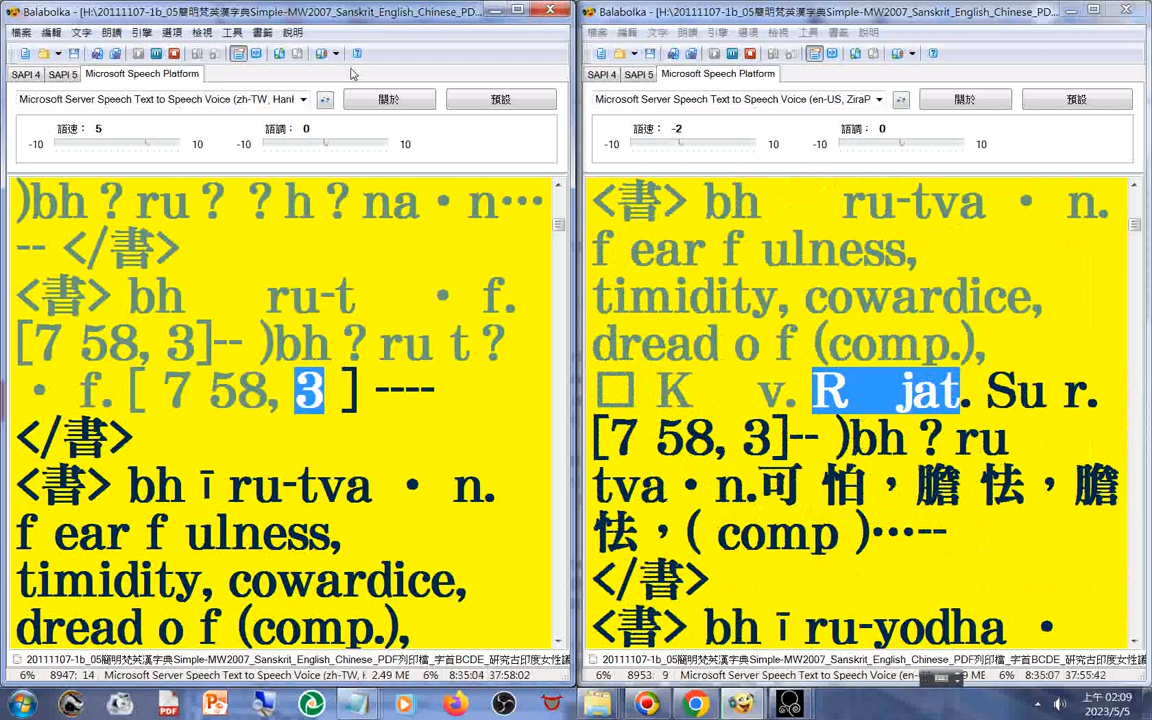 Balabolka - [H:\20111107-1b_05簡明梵英漢字典Simple-MW2007_Sanskrit_English_Chinese_PD...
檔案 編輯 文字 朗讀 引擎 選項 檢視 工具 書籤 說明
SAPI 4 SAPI 5 Microsoft Speech Platform
Microsoft Server Speech Text to Speech Voice (zh-TW, HanH 關於 預設
語速： 5 語調： 0
-10 10 -10 10
)bh？ru？ ？h？na・n…
-- </書>
<書> bh ru-t ・ f.
[7 58, 3]-- )bh？ru t？
・ f. [ 7 58, 3 ] ----
</書>
<書> bhīru-tva ・ n.
f ear f ulness,
timidity, cowardice,
dread o f (comp.),
20111107-1b_05簡明梵英漢字典Simple-MW2007_Sanskrit_English_Chinese_PDF列印檔_字首BCDE_研究古印度女性議
6% 8947; 14 Microsoft Server Speech Text to Speech Voice (zh-TW, H 2.49 ME 6% 8:35:04 37:58:02
Balabolka - [H:\20111107-1b_05簡明梵英漢字典Simple-MW2007_Sanskrit_English_Chinese_PD...
檔案 編輯 文字 朗讀 引擎 選項 檢視 工具 書籤 說明
SAPI 4 SAPI 5 Microsoft Speech Platform
Microsoft Server Speech Text to Speech Voice (en-US, ZiraP 關於 預設
語速： -2 語調： 0
-10 10 -10 10
<書> bh ru-tva ・ n.
f ear f ulness,
timidity, cowardice,
dread o f (comp.),
□ K v. R jat. Su r.
[7 58, 3]-- )bh？ru
tva・n.可 怕，膽 怯，膽
怯，( comp )…--
</書>
<書> bhīru-yodha ・
20111107-1b_05簡明梵英漢字典Simple-MW2007_Sanskrit_English_Chinese_PDF列印檔_字首BCDE_研究古印度女性議
6% 8953; 9 Microsoft Server Speech Text to Speech Voice (en-US ME 6% 8:35:07 37:55:42
上午 02:09
2023/5/5